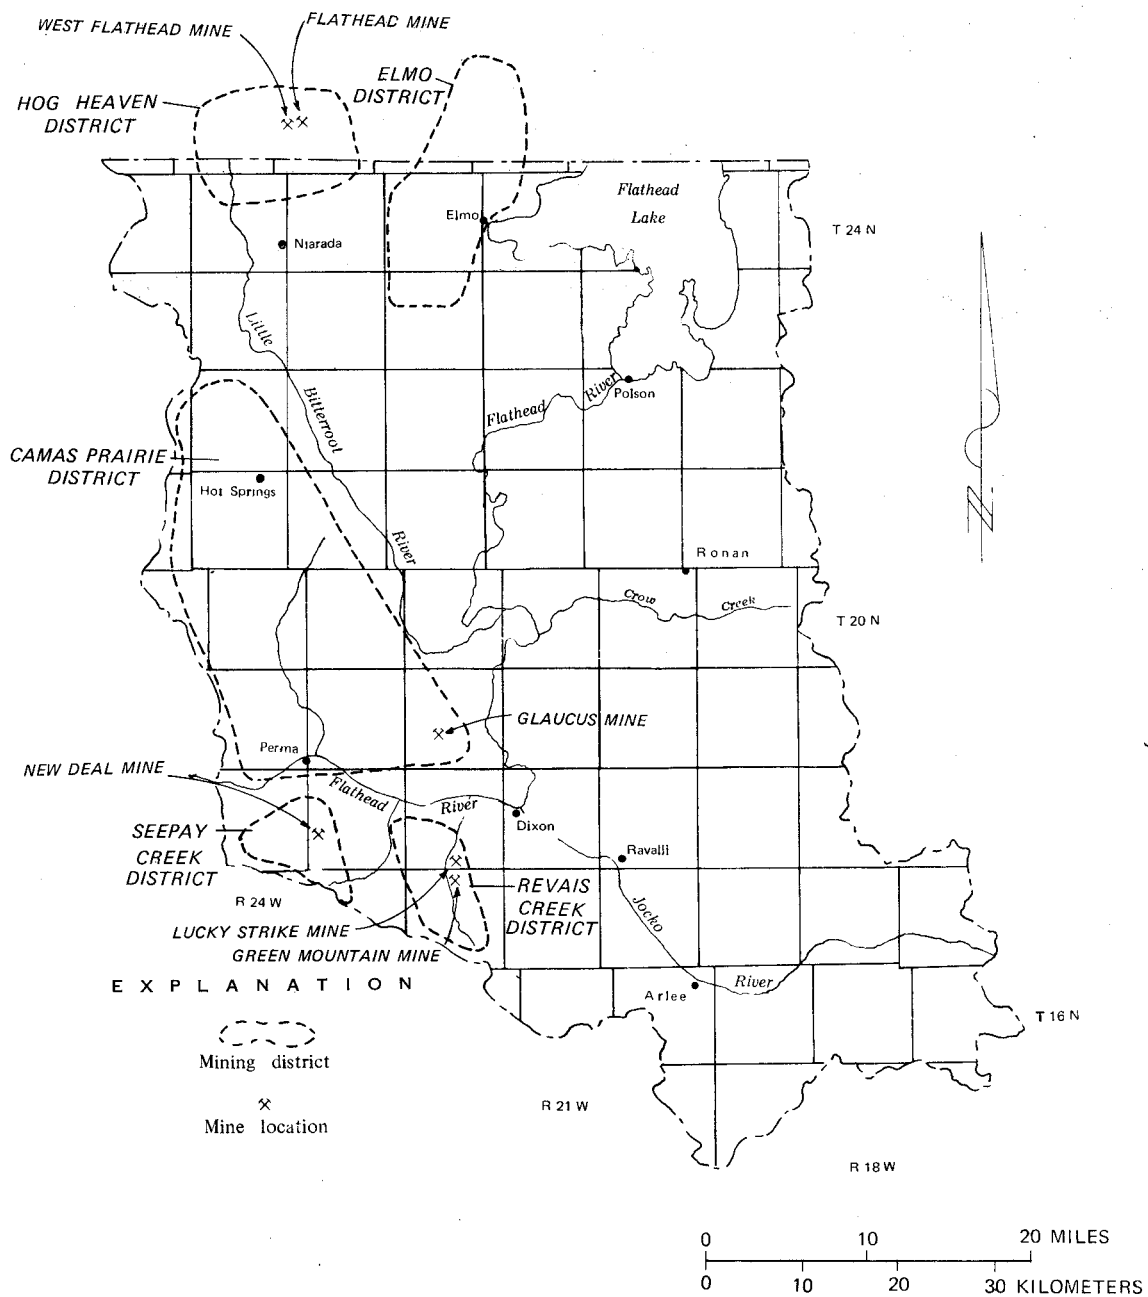 WEST FLATHEAD MINE
FLATHEAD MINE
HOG HEAVEN
DISTRICT
ELMO
DISTRICT
Flathead
Lake
Elmo
Niarada
T 24 N
Little
Bitterroot
River
Flathead
River
Polson
CAMAS PRAIRIE
DISTRICT
Hot Springs
N
Ronan
Crow
Creek
T 20 N
GLAUCUS MINE
Perma
NEW DEAL MINE
Flathead
River
Dixon
SEEPAY
CREEK
DISTRICT
Ravalli
REVAIS
CREEK
DISTRICT
R 24 W
LUCKY STRIKE MINE
GREEN MOUNTAIN MINE
Jocko
River
Arlee
T 16 N
EXPLANATION
Mining district
Mine location
R 21 W
R 18 W
0 10 20 MILES
0 10 20 30 KILOMETERS